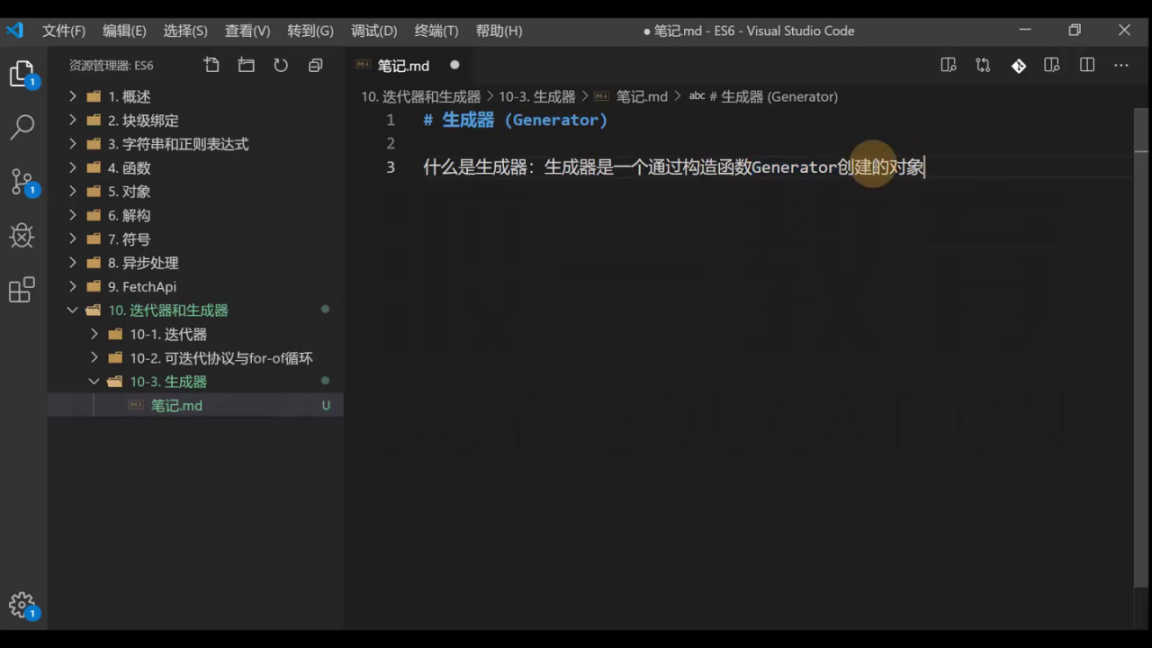 文件(F) 编辑(E) 选择(S) 查看(V) 转到(G) 调试(D) 终端(T) 帮助(H) ● 笔记.md - ES6 - Visual Studio Code
资源管理器: ES6
笔记.md
10. 迭代器和生成器 > 10-3. 生成器 > 笔记.md > abc # 生成器 (Generator)
1 # 生成器 (Generator)
2
3 什么是生成器：生成器是一个通过构造函数Generator创建的对象
1. 概述
2. 块级绑定
3. 字符串和正则表达式
4. 函数
5. 对象
6. 解构
7. 符号
8. 异步处理
9. FetchApi
10. 迭代器和生成器
10-1. 迭代器
10-2. 可迭代协议与for-of循环
10-3. 生成器
笔记.md U
1
1
1
渡一教育
DUYI EDUCATION